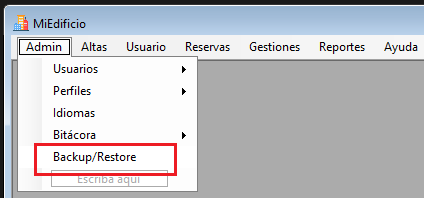 MiEdificio
Admin Altas Usuario Reservas Gestiones Reportes Ayuda
Usuarios
Perfiles
Idiomas
Bitácora
Backup/Restore
Escriba aquí